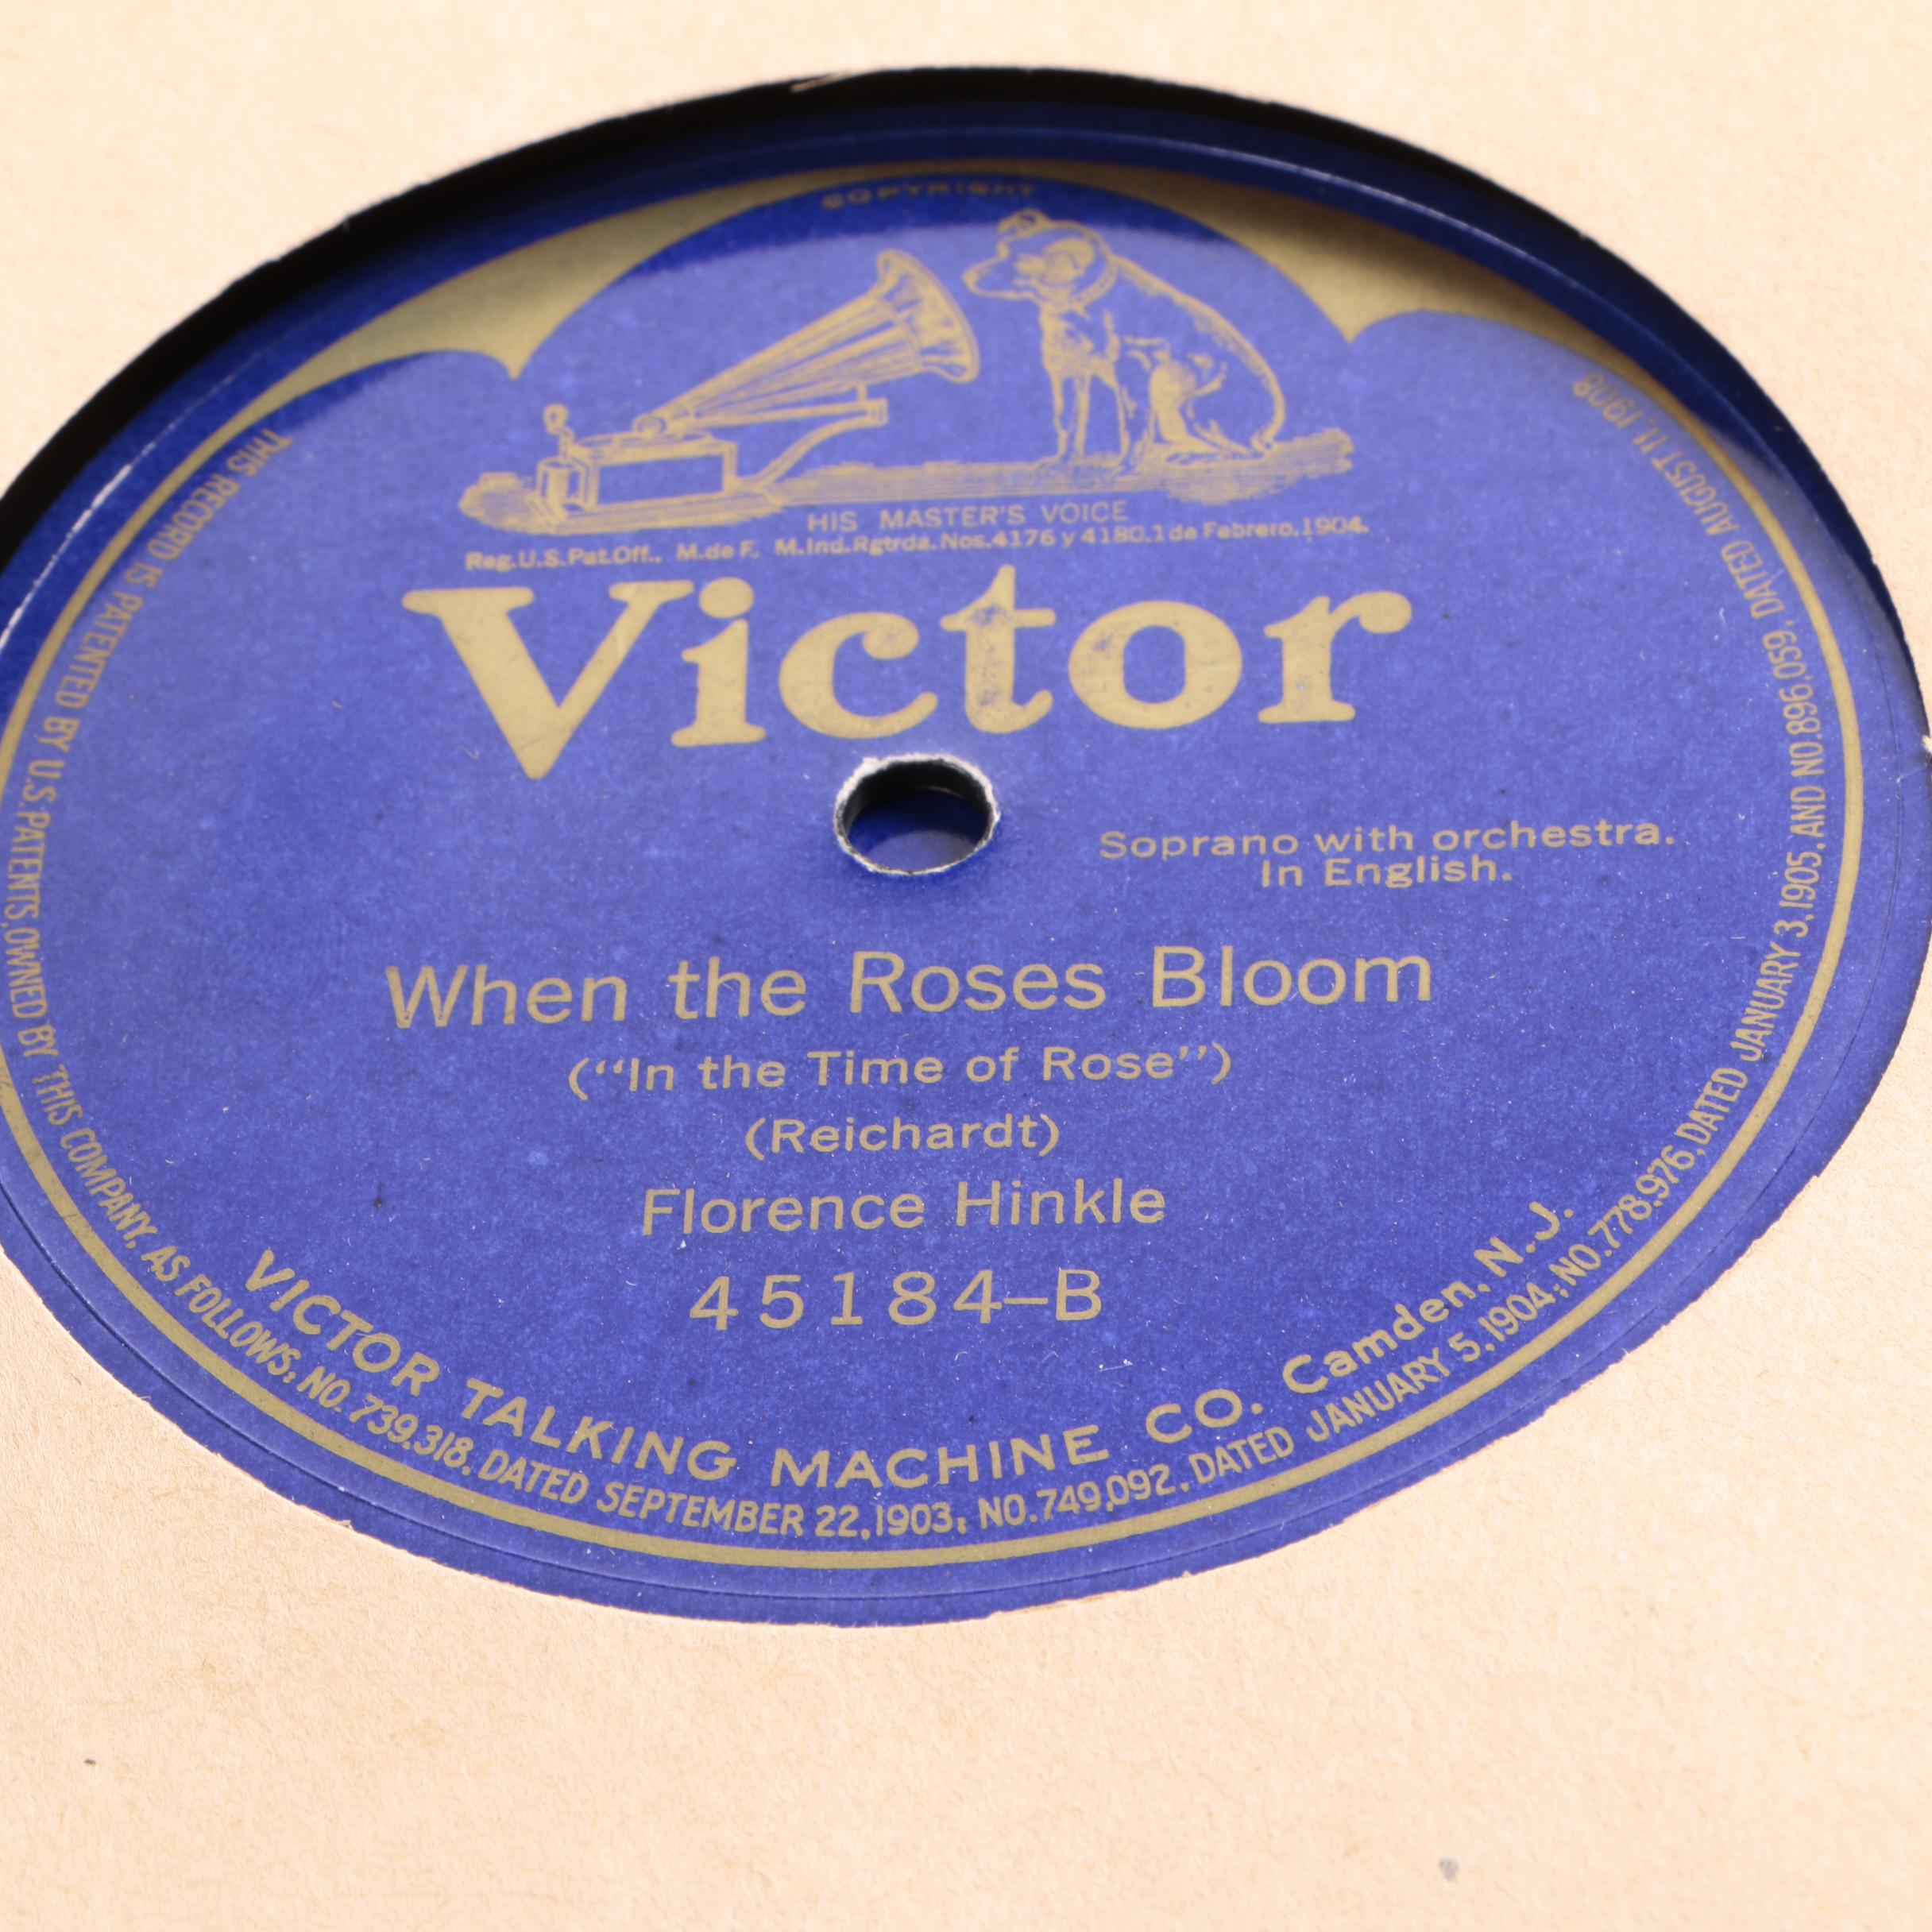 COPYRIGHT
HIS MASTER'S VOICE
Reg.U.S.Pat.Off., M.de F. M.Ind.Rgtrda.Nos.4176 y 4180.1 de Febrero.1904.
Victor
Soprano with orchestra.
In English.
When the Roses Bloom
("In the Time of Rose")
(Reichardt)
Florence Hinkle
45184-B
VICTOR TALKING MACHINE CO. Camden, N.J.
THIS RECORD IS PATENTED BY U.S.PATENTS, OWNED BY THIS COMPANY, AS FOLLOWS: NO. 739,318, DATED SEPTEMBER 22, 1903; NO. 749,092, DATED JANUARY 5, 1904; NO. 778,976, DATED JANUARY 3, 1905, AND NO. 896,059, DATED AUGUST 11, 1908